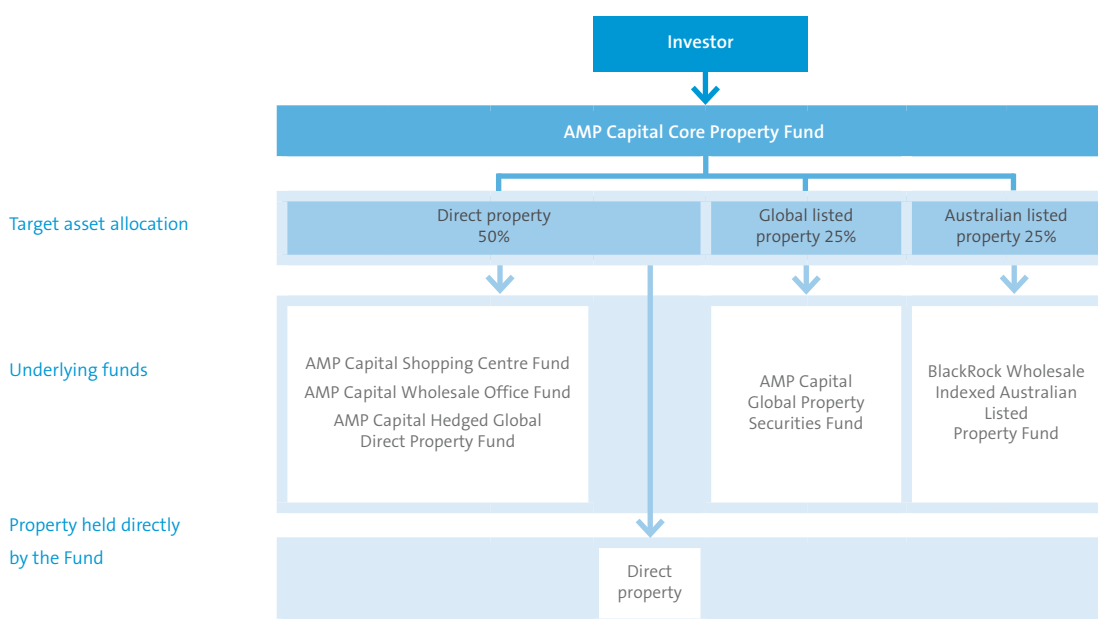 Investor
AMP Capital Core Property Fund
Target asset allocation
Direct property
50%
Global listed
property 25%
Australian listed
property 25%
Underlying funds
AMP Capital Shopping Centre Fund
AMP Capital Wholesale Office Fund
AMP Capital Hedged Global
Direct Property Fund
AMP Capital
Global Property
Securities Fund
BlackRock Wholesale
Indexed Australian
Listed
Property Fund
Property held directly
by the Fund
Direct
property